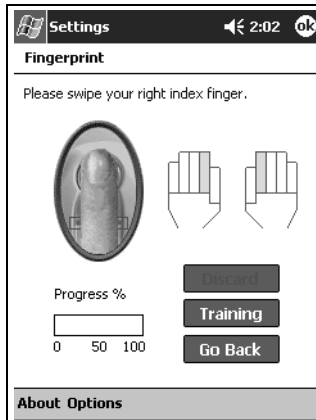 Settings 2:02 ok
Fingerprint
Please swipe your right index finger.
Discard
Progress %
Training
0 50 100
Go Back
About Options